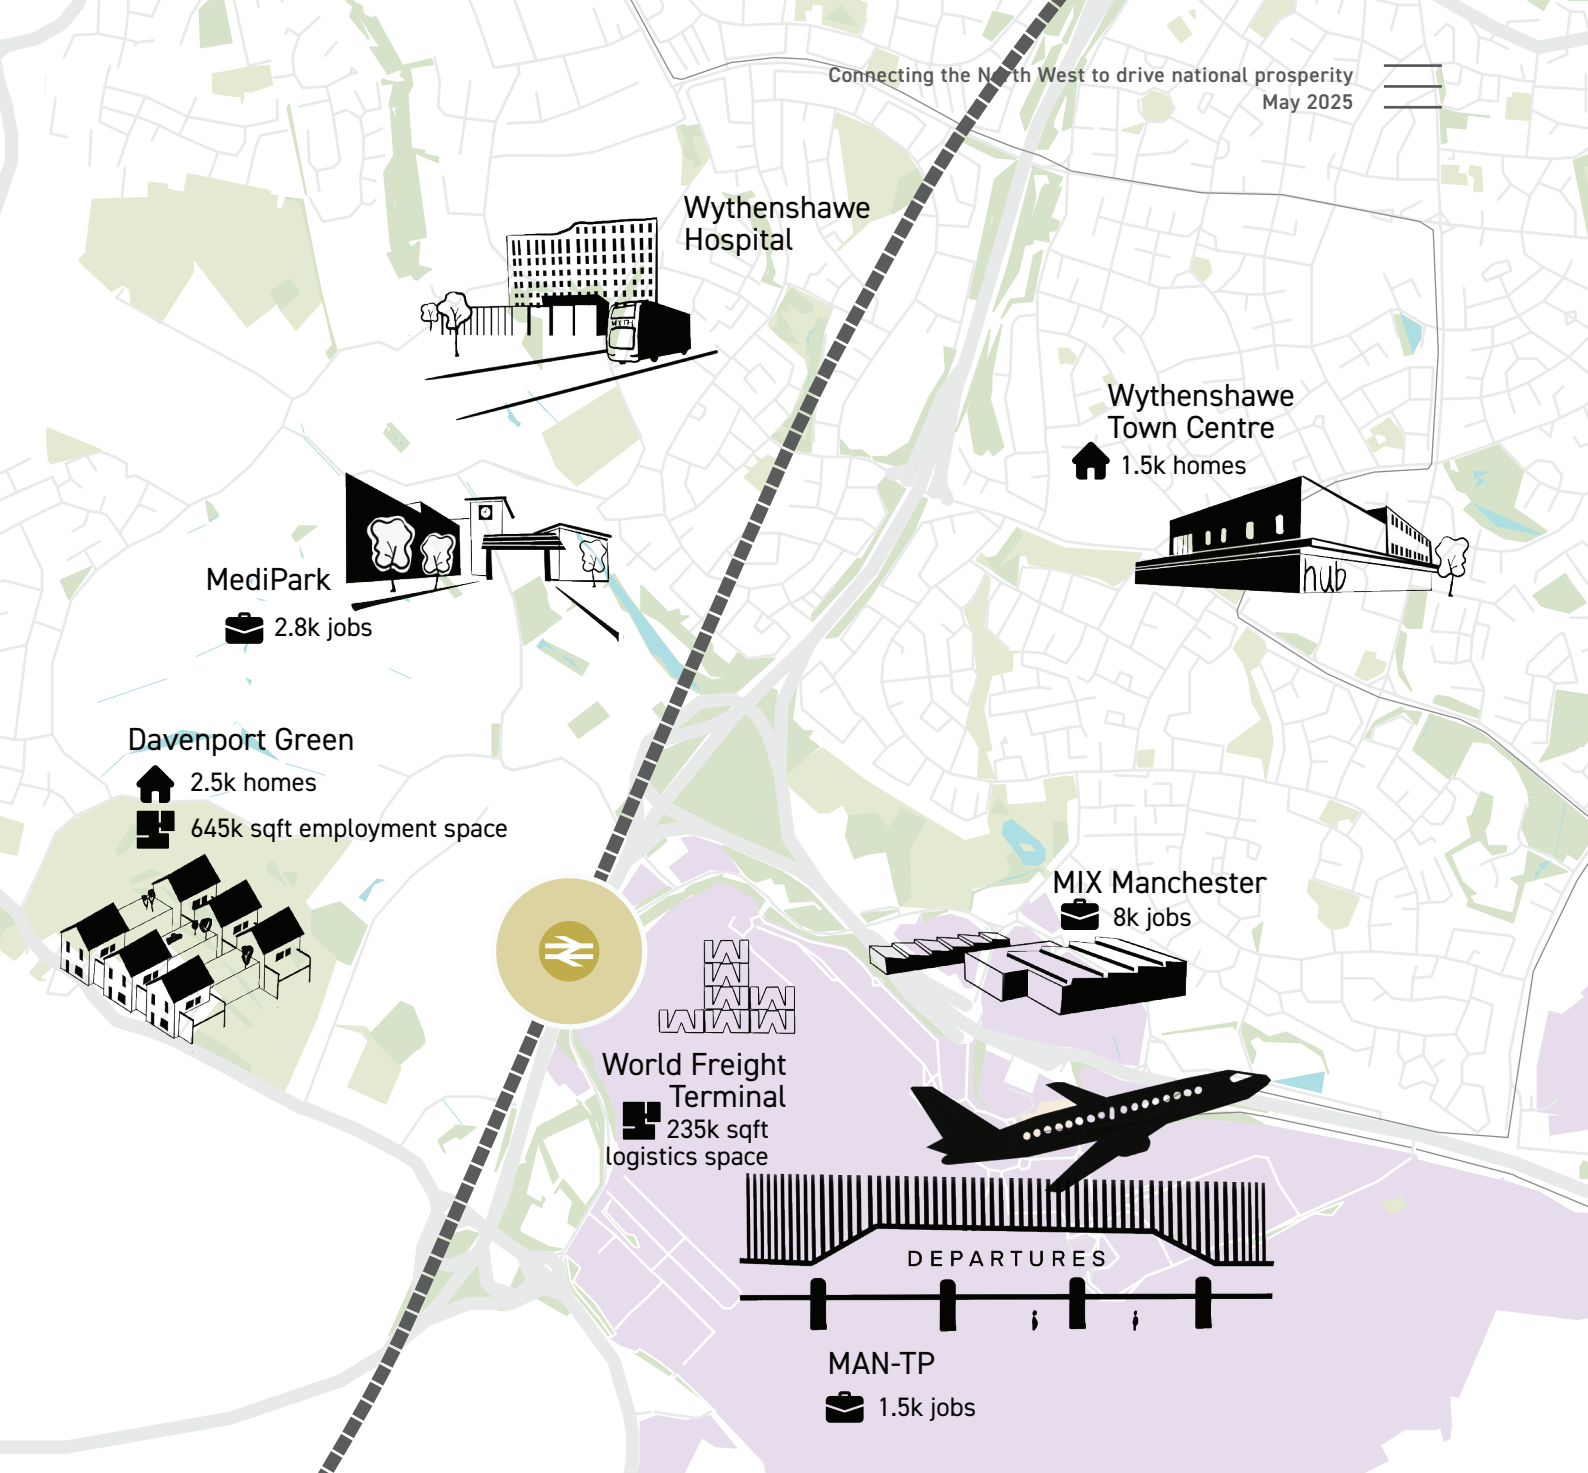 Connecting the North West to drive national prosperity
May 2025
Wythenshawe
Hospital
WYTH
Wythenshawe
Town Centre
1.5k homes
hub
MediPark
2.8k jobs
Davenport Green
2.5k homes
645k sqft employment space
MIX Manchester
8k jobs
World Freight
Terminal
235k sqft
logistics space
DEPARTURES
MAN-TP
1.5k jobs